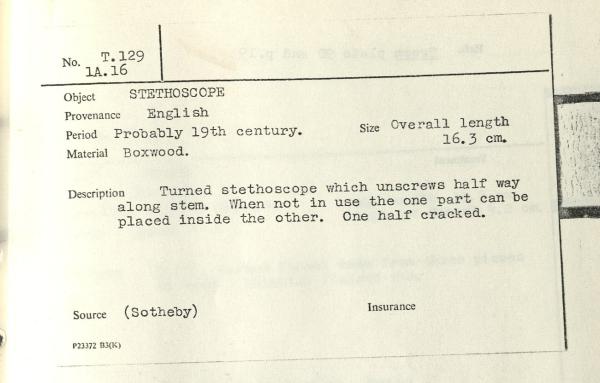 No. T.129
1A.16
Object STETHOSCOPE
Provenance English
Period Probably 19th century. Size Overall length
16.3 cm.
Material Boxwood.
Description Turned stethoscope which unscrews half way
along stem. When not in use the one part can be
placed inside the other. One half cracked.
Source (Sotheby) Insurance
P23372 B3(K)